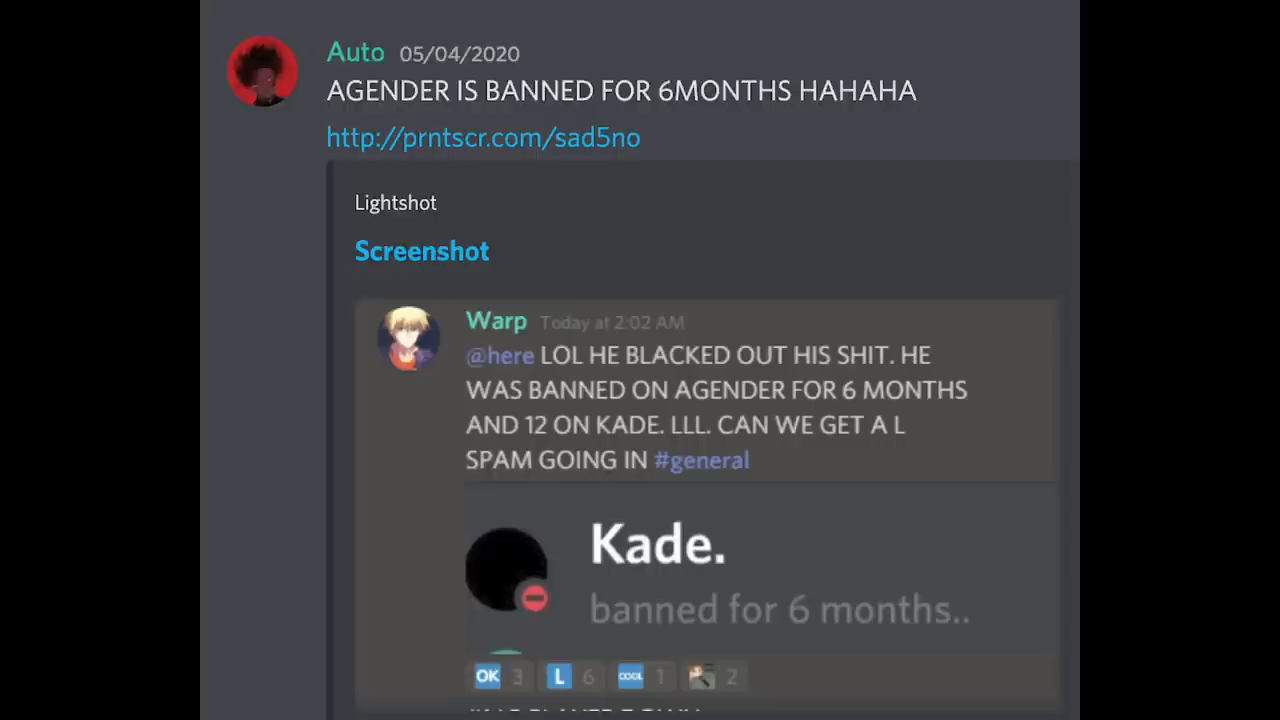 Auto 05/04/2020
AGENDER IS BANNED FOR 6MONTHS HAHAHA
http://prntscr.com/sad5no
Lightshot
Screenshot
Warp Today at 2:02 AM
@here LOL HE BLACKED OUT HIS SHIT. HE
WAS BANNED ON AGENDER FOR 6 MONTHS
AND 12 ON KADE. LLL. CAN WE GET A L
SPAM GOING IN #general
Kade.
banned for 6 months..
OK 3 L 6 COOL 1 2